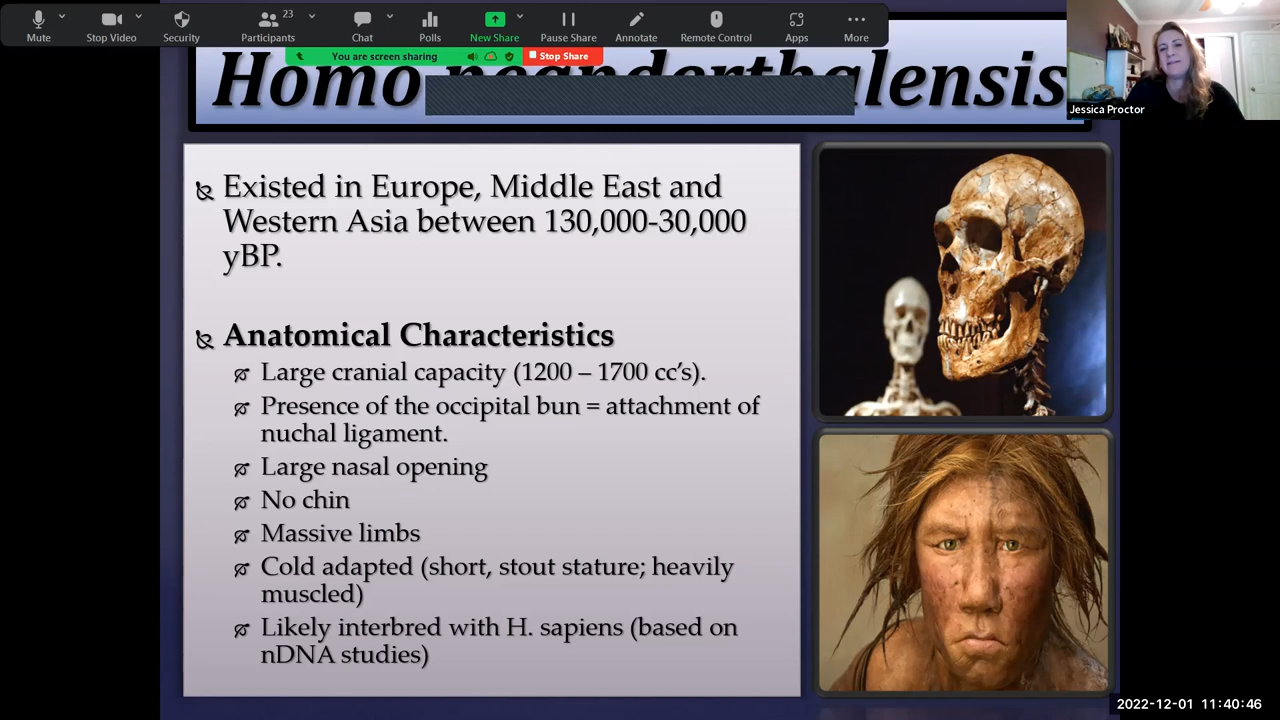 Mute
Stop Video
Security
Participants
23
Chat
Polls
New Share
Pause Share
Annotate
Remote Control
Apps
More
You are screen sharing
Stop Share
Homo neanderthalensis
Jessica Proctor
Existed in Europe, Middle East and
Western Asia between 130,000-30,000
yBP.
Anatomical Characteristics
Large cranial capacity (1200 – 1700 cc’s).
Presence of the occipital bun = attachment of
nuchal ligament.
Large nasal opening
No chin
Massive limbs
Cold adapted (short, stout stature; heavily
muscled)
Likely interbred with H. sapiens (based on
nDNA studies)
2022-12-01 11:40:46